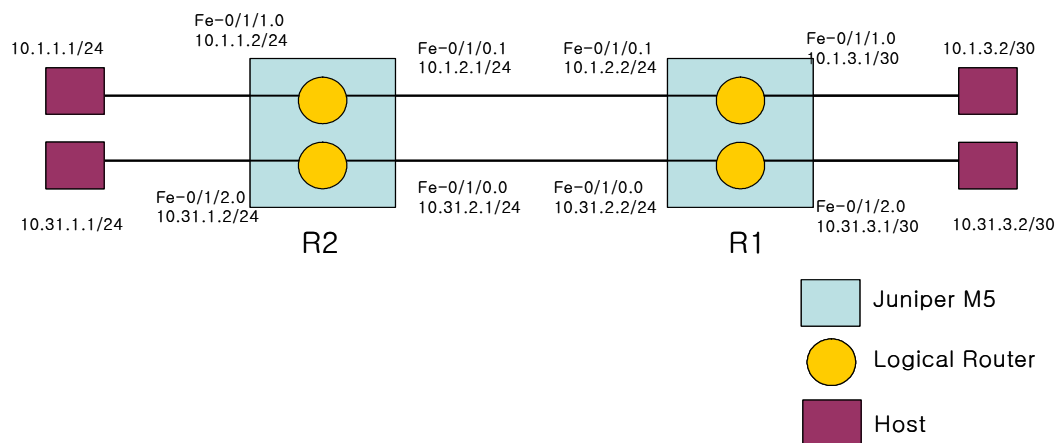 Fe-0/1/1.0
10.1.1.2/24
10.1.1.1/24
Fe-0/1/0.1
10.1.2.1/24
Fe-0/1/0.1
10.1.2.2/24
Fe-0/1/1.0
10.1.3.1/30
10.1.3.2/30
10.31.1.1/24
Fe-0/1/2.0
10.31.1.2/24
Fe-0/1/0.0
10.31.2.1/24
Fe-0/1/0.0
10.31.2.2/24
Fe-0/1/2.0
10.31.3.1/30
10.31.3.2/30
R2
R1
Juniper M5
Logical Router
Host